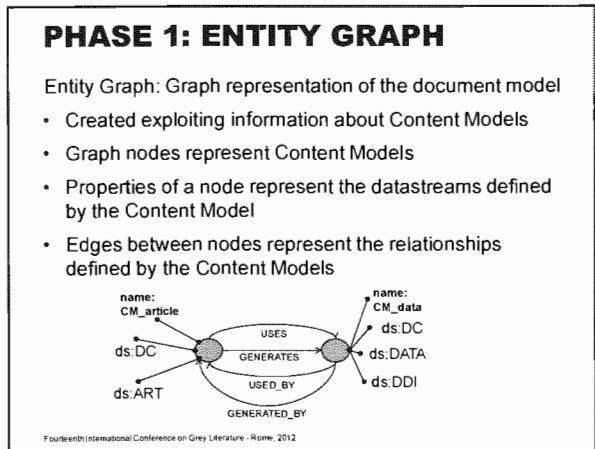 PHASE 1: ENTITY GRAPH
Entity Graph: Graph representation of the document model
• Created exploiting information about Content Models
• Graph nodes represent Content Models
• Properties of a node represent the datastreams defined
by the Content Model
• Edges between nodes represent the relationships
defined by the Content Models
name:
CM_article
ds:DC
ds:ART
USES
GENERATES
USED_BY
GENERATED_BY
name:
CM_data
ds:DC
ds:DATA
ds:DDI
Fourteenth International Conference on Grey Literature - Rome, 2012